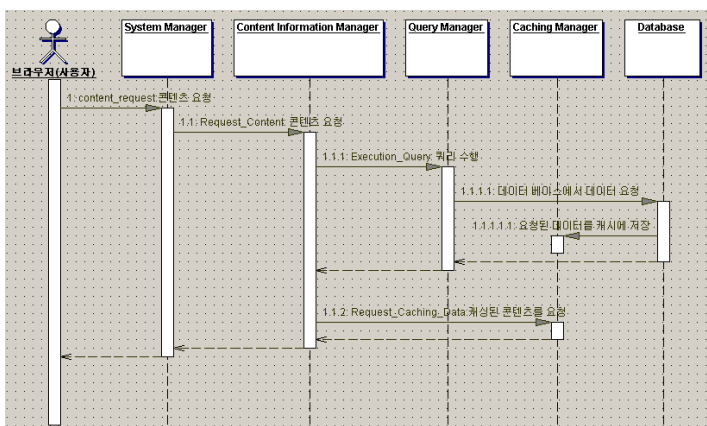 System Manager
Content Information Manager
Query Manager
Caching Manager
Database
브라우저(사용자)
1: content_request:콘텐츠 요청
1.1: Request_Content: 콘텐츠 요청
1.1.1: Execution_Query: 쿼리 수행
1.1.1.1: 데이터 베이스에서 데이터 요청
1.1.1.1.1: 요청된 데이터를 캐시에 저장
1.1.2: Request_Caching_Data:캐싱된 콘텐츠를 요청